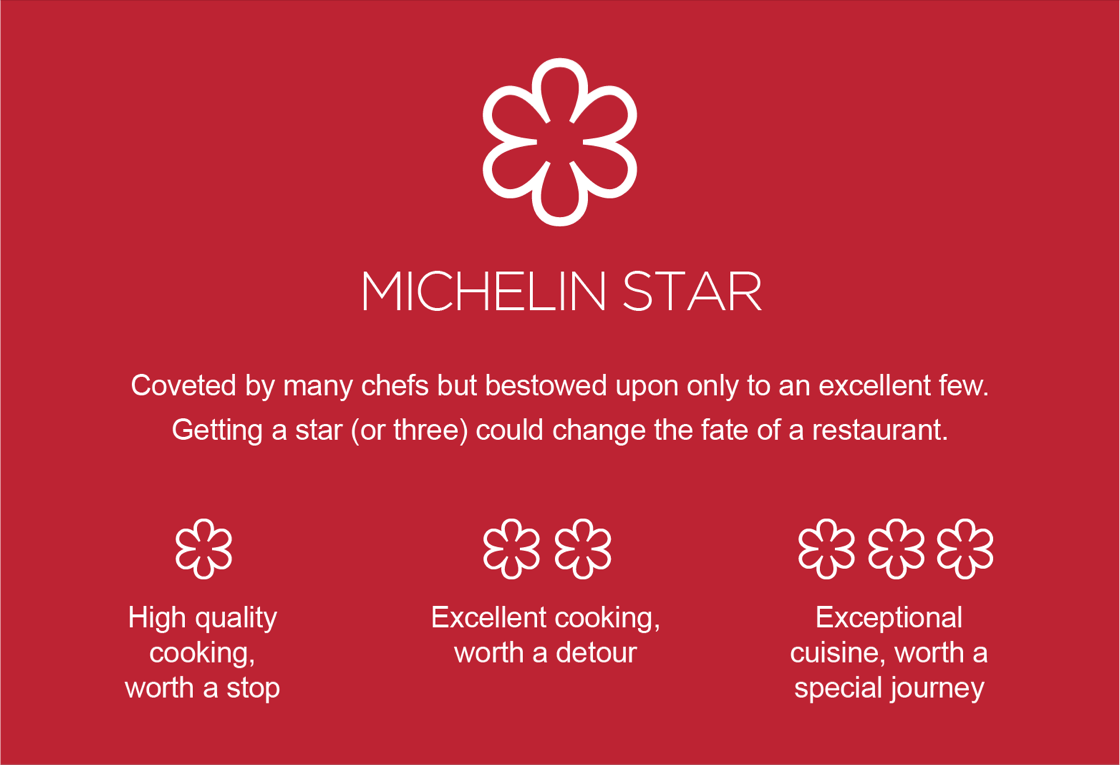 MICHELIN STAR
Coveted by many chefs but bestowed upon only to an excellent few.
Getting a star (or three) could change the fate of a restaurant.
High quality
cooking,
worth a stop
Excellent cooking,
worth a detour
Exceptional
cuisine, worth a
special journey